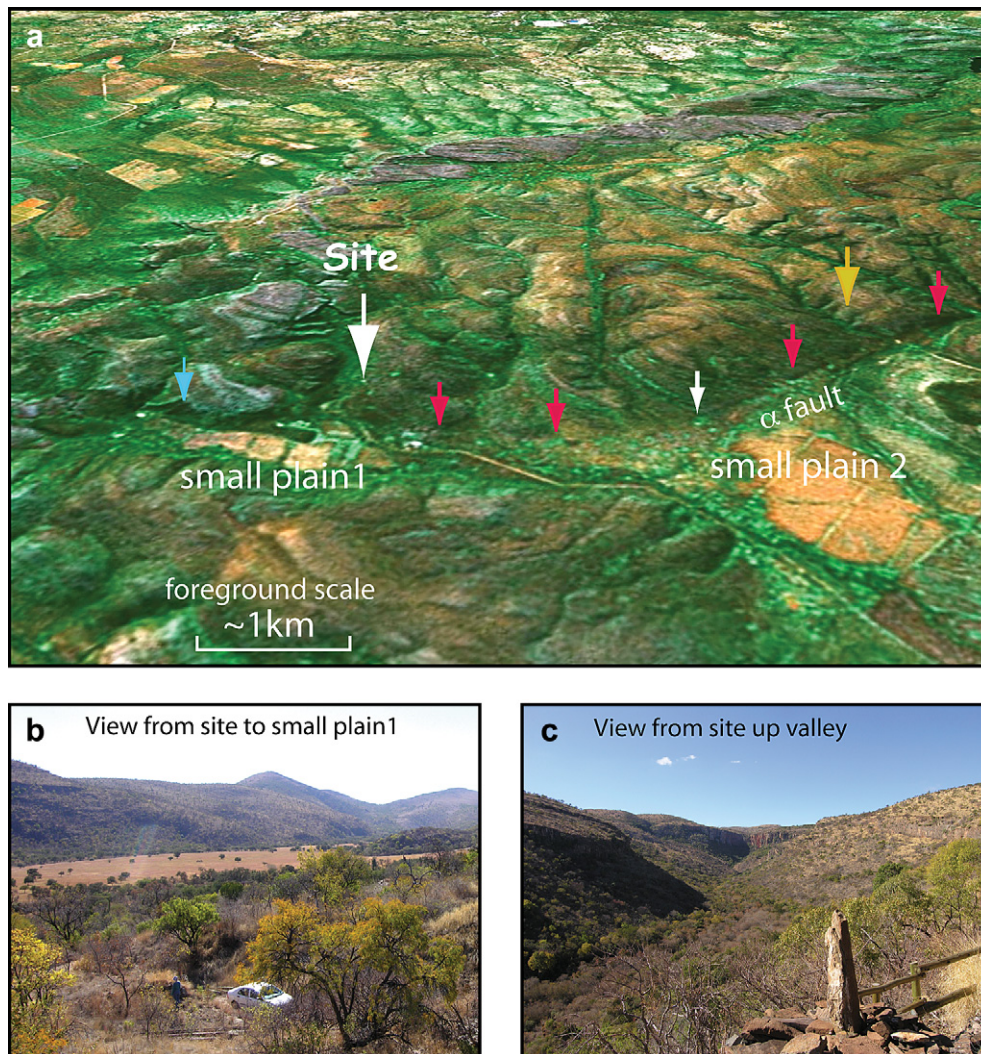 a
Site
α fault
small plain1
small plain 2
foreground scale
~1km
b
View from site to small plain1
c
View from site up valley